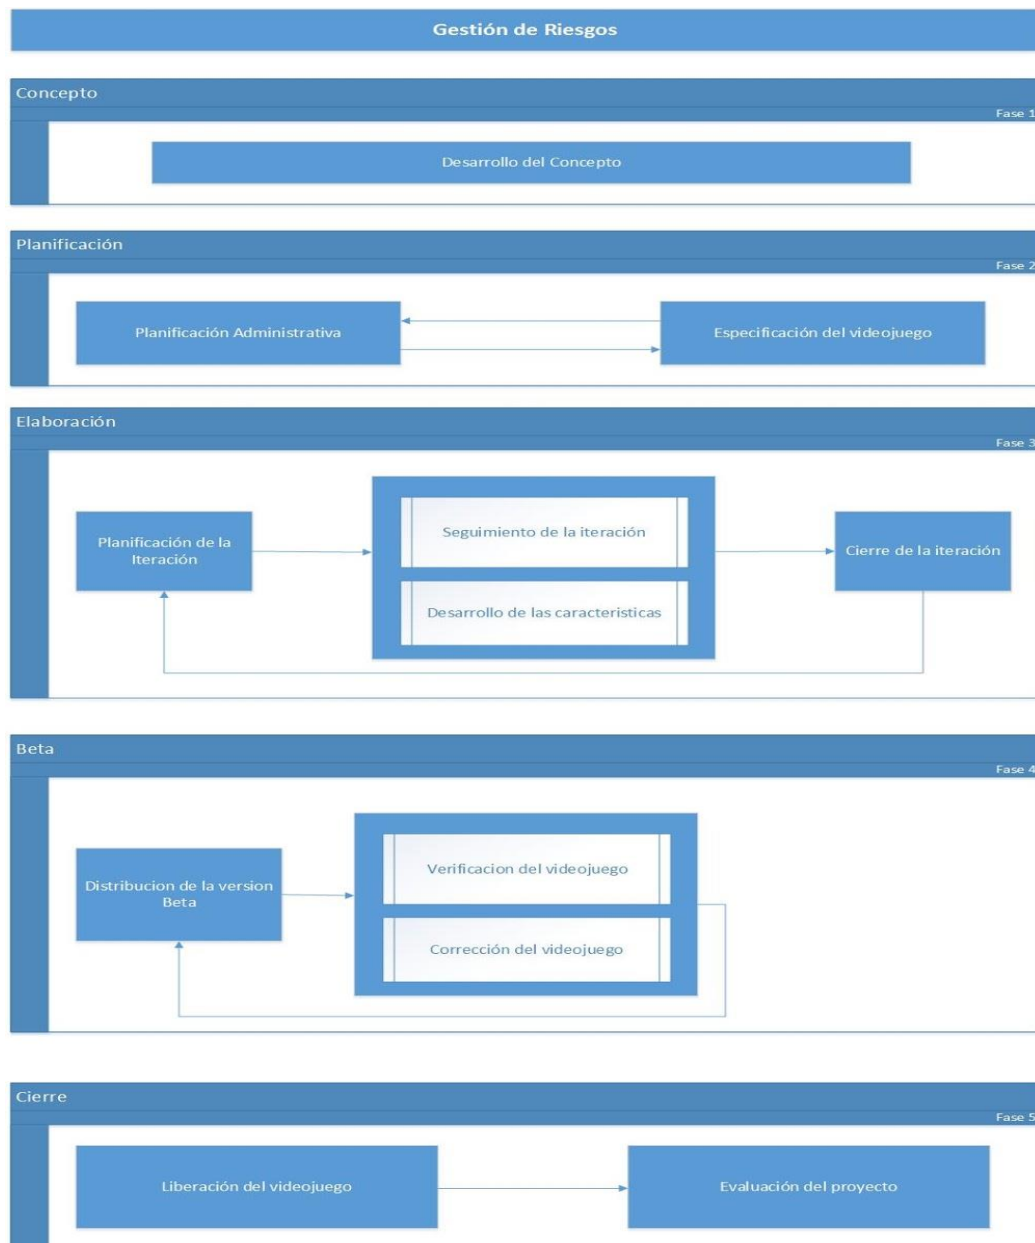 Gestión de Riesgos
Concepto
Fase 1
Desarrollo del Concepto
Planificación
Fase 2
Planificación Administrativa
Especificación del videojuego
Elaboración
Fase 3
Planificación de la
Iteración
Seguimiento de la iteración
Desarrollo de las caracteristicas
Cierre de la iteración
Beta
Fase 4
Distribucion de la version
Beta
Verificacion del videojuego
Corrección del videojuego
Cierre
Fase 5
Liberación del videojuego
Evaluación del proyecto